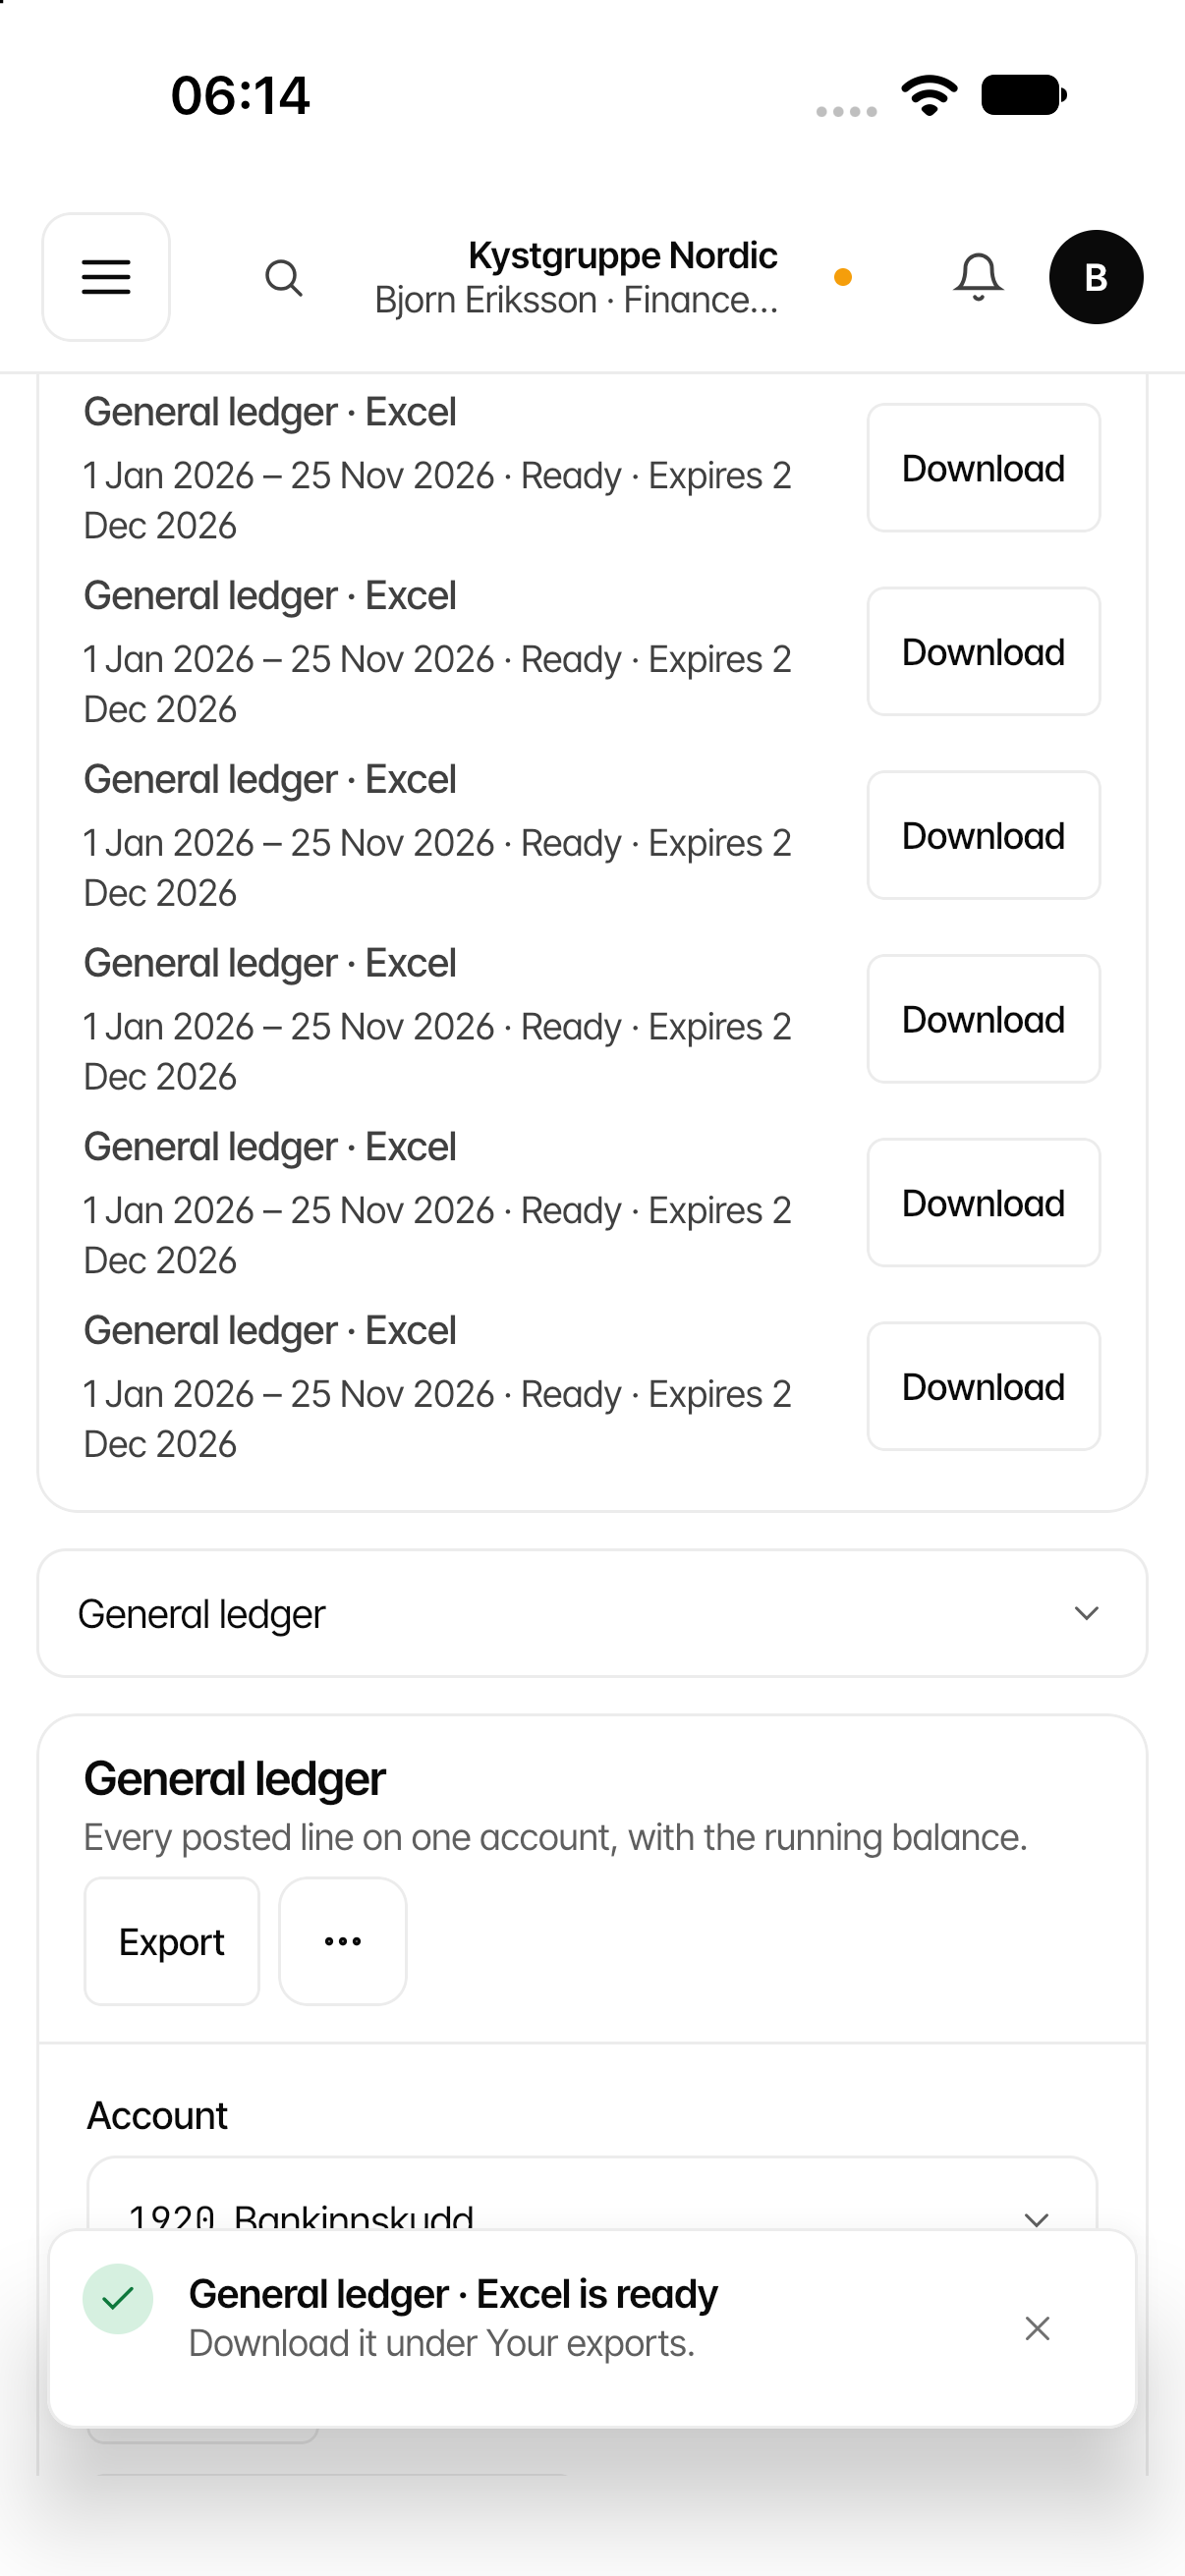 06:14
Kystgruppe Nordic
Bjorn Eriksson · Finance...
B
General ledger · Excel
1 Jan 2026 – 25 Nov 2026 · Ready · Expires 2
Dec 2026
Download
General ledger · Excel
1 Jan 2026 – 25 Nov 2026 · Ready · Expires 2
Dec 2026
Download
General ledger · Excel
1 Jan 2026 – 25 Nov 2026 · Ready · Expires 2
Dec 2026
Download
General ledger · Excel
1 Jan 2026 – 25 Nov 2026 · Ready · Expires 2
Dec 2026
Download
General ledger · Excel
1 Jan 2026 – 25 Nov 2026 · Ready · Expires 2
Dec 2026
Download
General ledger · Excel
1 Jan 2026 – 25 Nov 2026 · Ready · Expires 2
Dec 2026
Download
General ledger
General ledger
Every posted line on one account, with the running balance.
Export
Account
1920 Bankinnskudd
General ledger · Excel is ready
Download it under Your exports.